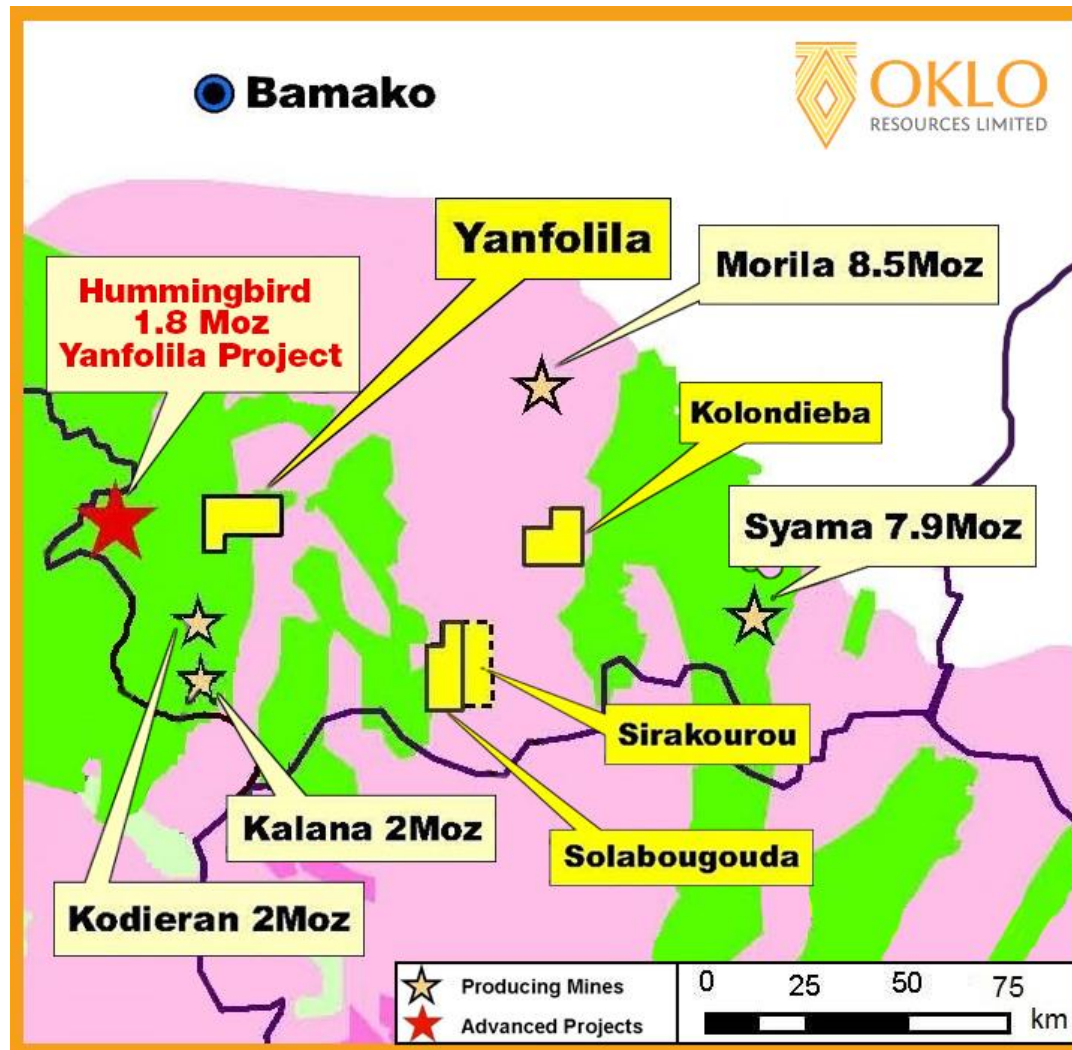 Bamako
OKLO
RESOURCES LIMITED
Yanfolila
Morila 8.5Moz
Hummingbird
1.8 Moz
Yanfolila Project
Kolondieba
Syama 7.9Moz
Sirakourou
Kalana 2Moz
Solabougouda
Kodieran 2Moz
Producing Mines
Advanced Projects
0 25 50 75
km